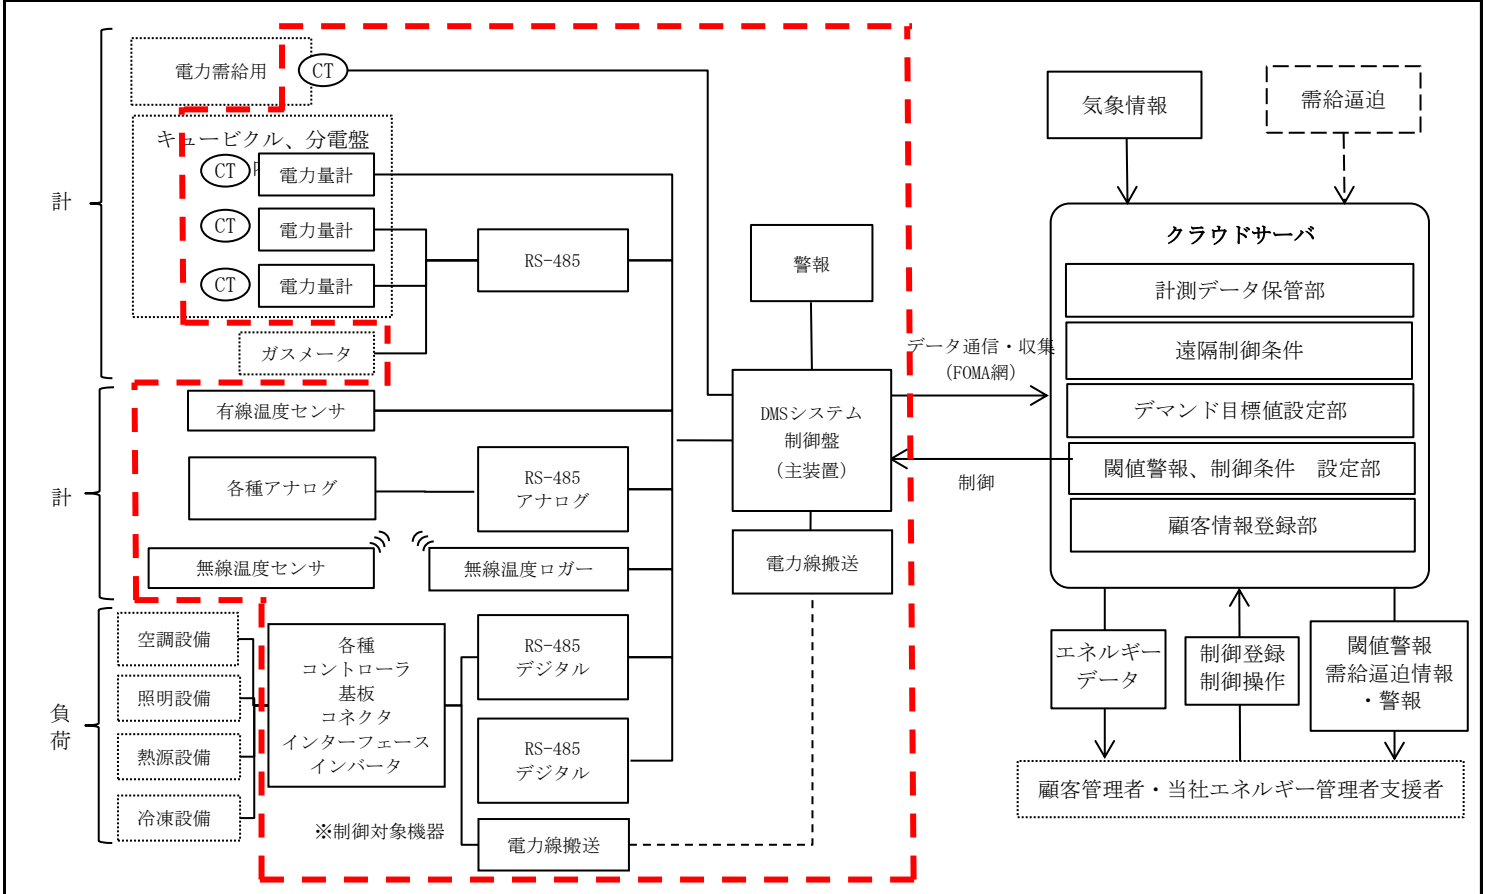 電力需給用
CT
キュービクル、分電盤
CT
電力量計
CT
電力量計
CT
電力量計
ガスメータ
計
RS-485
有線温度センサ
各種アナログ
RS-485
アナログ
無線温度センサ
無線温度ロガー
計
空調設備
照明設備
熱源設備
冷凍設備
負
荷
各種
コントローラ
基板
コネクタ
インターフェース
インバータ
※制御対象機器
RS-485
デジタル
RS-485
デジタル
電力線搬送
警報
DMSシステム
制御盤
（主装置）
電力線搬送
データ通信・収集
（FOMA網）
制御
気象情報
需給逼迫
クラウドサーバ
計測データ保管部
遠隔制御条件
デマンド目標値設定部
閾値警報、制御条件　設定部
顧客情報登録部
エネルギー
データ
制御登録
制御操作
閾値警報
需給逼迫情報
・警報
顧客管理者・当社エネルギー管理者支援者